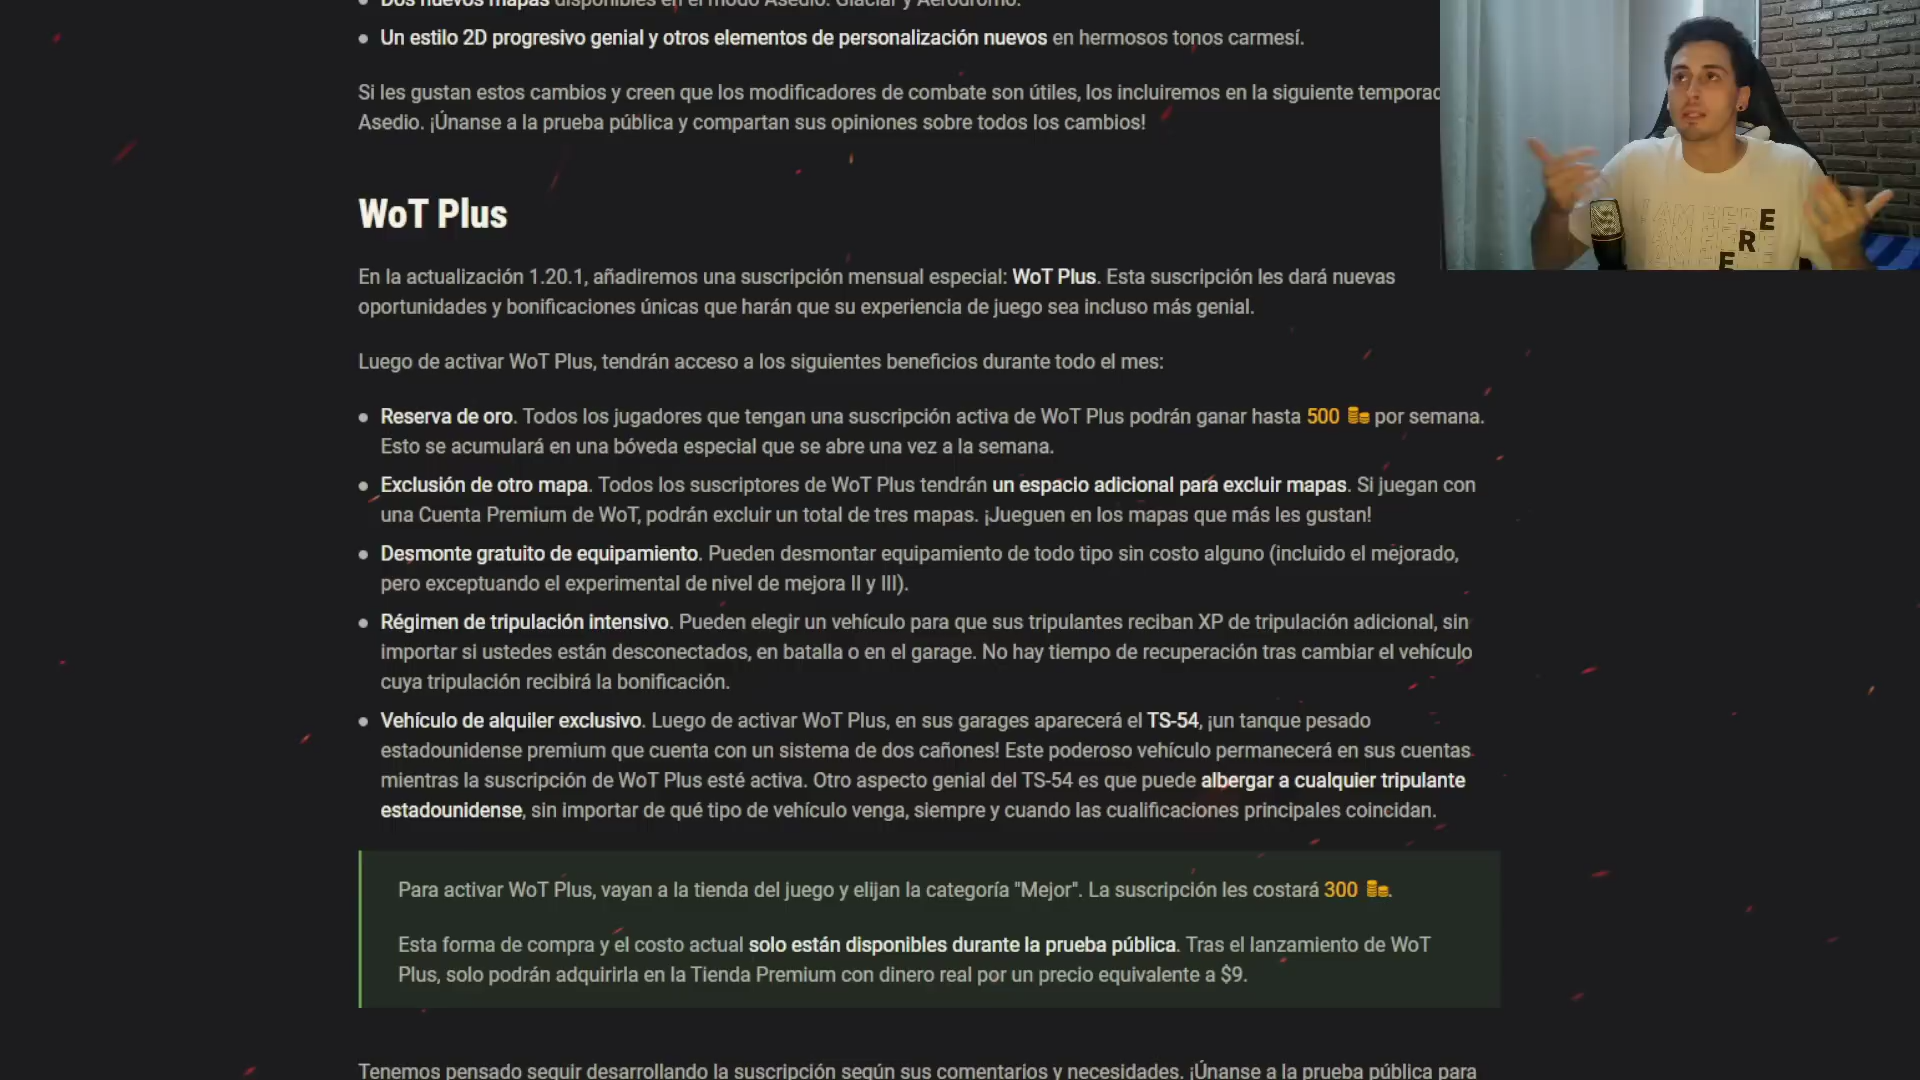 Dos nuevos mapas disponibles en el modo Asedio: Glaciar y Aeródromo.
Un estilo 2D progresivo genial y otros elementos de personalización nuevos en hermosos tonos carmesí.
Si les gustan estos cambios y creen que los modificadores de combate son útiles, los incluiremos en la siguiente temporad
Asedio. ¡Únanse a la prueba pública y compartan sus opiniones sobre todos los cambios!
WoT Plus
En la actualización 1.20.1, añadiremos una suscripción mensual especial: WoT Plus. Esta suscripción les dará nuevas
oportunidades y bonificaciones únicas que harán que su experiencia de juego sea incluso más genial.
Luego de activar WoT Plus, tendrán acceso a los siguientes beneficios durante todo el mes:
Reserva de oro. Todos los jugadores que tengan una suscripción activa de WoT Plus podrán ganar hasta 500 por semana.
Esto se acumulará en una bóveda especial que se abre una vez a la semana.
Exclusión de otro mapa. Todos los suscriptores de WoT Plus tendrán un espacio adicional para excluir mapas. Si juegan con
una Cuenta Premium de WoT, podrán excluir un total de tres mapas. ¡Jueguen en los mapas que más les gustan!
Desmonte gratuito de equipamiento. Pueden desmontar equipamiento de todo tipo sin costo alguno (incluido el mejorado,
pero exceptuando el experimental de nivel de mejora II y III).
Régimen de tripulación intensivo. Pueden elegir un vehículo para que sus tripulantes reciban XP de tripulación adicional, sin
importar si ustedes están desconectados, en batalla o en el garage. No hay tiempo de recuperación tras cambiar el vehículo
cuya tripulación recibirá la bonificación.
Vehículo de alquiler exclusivo. Luego de activar WoT Plus, en sus garages aparecerá el TS-54, ¡un tanque pesado
estadounidense premium que cuenta con un sistema de dos cañones! Este poderoso vehículo permanecerá en sus cuentas
mientras la suscripción de WoT Plus esté activa. Otro aspecto genial del TS-54 es que puede albergar a cualquier tripulante
estadounidense, sin importar de qué tipo de vehículo venga, siempre y cuando las cualificaciones principales coincidan.
Para activar WoT Plus, vayan a la tienda del juego y elijan la categoría "Mejor". La suscripción les costará 300.
Esta forma de compra y el costo actual solo están disponibles durante la prueba pública. Tras el lanzamiento de WoT
Plus, solo podrán adquirirla en la Tienda Premium con dinero real por un precio equivalente a $9.
Tenemos pensado seguir desarrollando la suscripción según sus comentarios y necesidades. ¡Únanse a la prueba pública para
I AM HERE
AM HERE
E